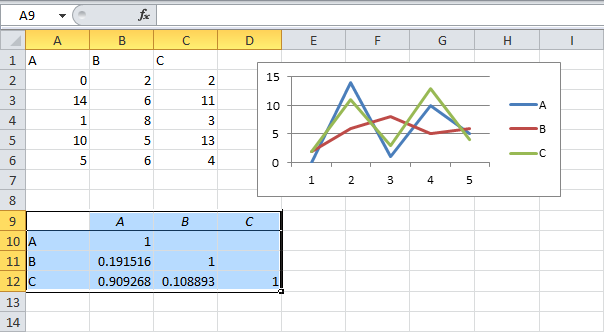 A9 fx
A B C D E F G H I
1 A B C
2 0 2 2
3 14 6 11
4 1 8 3
5 10 5 13
6 5 6 4
7
8
9 A B C
10 A 1
11 B 0.191516 1
12 C 0.909268 0.108893 1
13
14
15
10
5
0
1 2 3 4 5
A
B
C